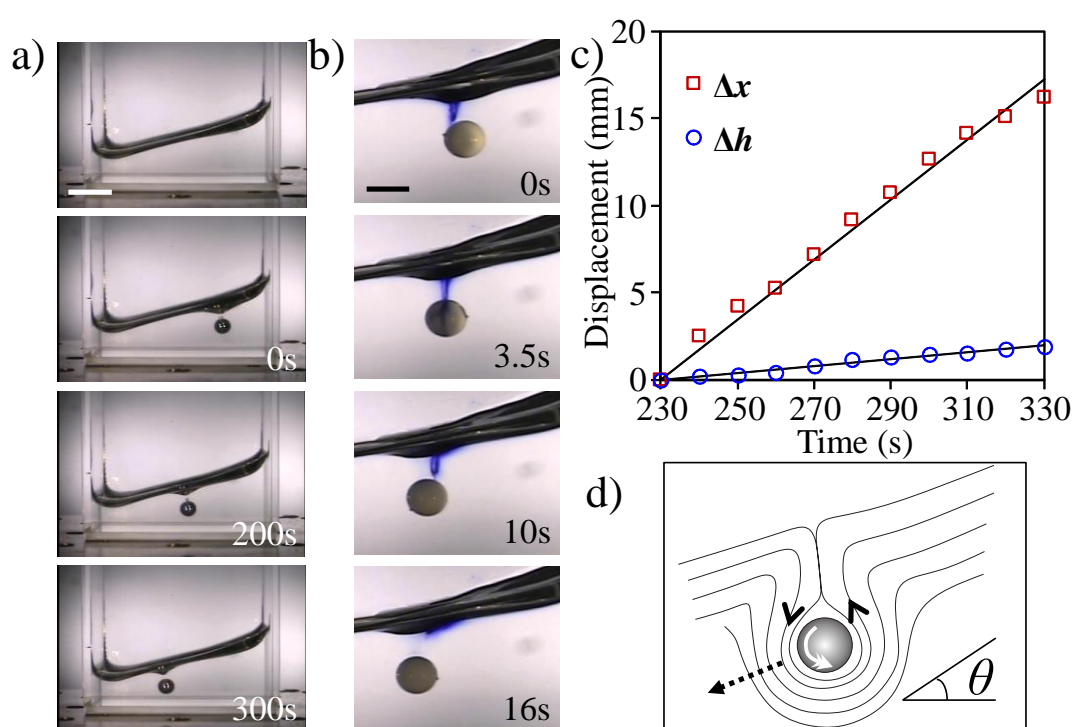 a)
0s
200s
300s
b)
0s
3.5s
10s
16s
c)
20
15
10
5
0
Displacement (mm)
Δx
Δh
230 250 270 290 310 330
Time (s)
d)
θ